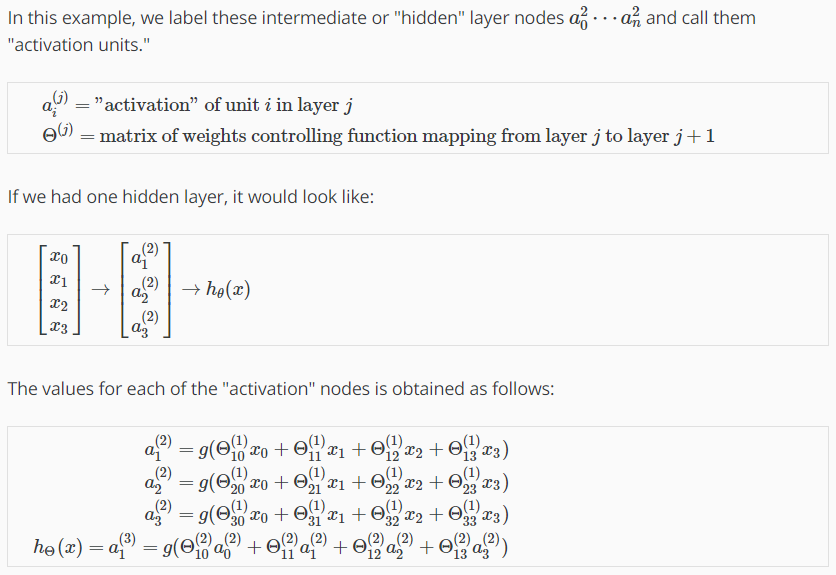 In this example, we label these intermediate or "hidden" layer nodes $a_0^2 \cdots a_n^2$ and call them
"activation units."
$a_i^{(j)} = \text{"activation" of unit } i \text{ in layer } j$
$\Theta^{(j)} = \text{matrix of weights controlling function mapping from layer } j \text{ to layer } j+1$
If we had one hidden layer, it would look like:
$\begin{bmatrix} x_0 \\ x_1 \\ x_2 \\ x_3 \end{bmatrix} \rightarrow \begin{bmatrix} a_1^{(2)} \\ a_2^{(2)} \\ a_3^{(2)} \end{bmatrix} \rightarrow h_\theta(x)$
The values for each of the "activation" nodes is obtained as follows:
$a_1^{(2)} = g(\Theta_{10}^{(1)}x_0 + \Theta_{11}^{(1)}x_1 + \Theta_{12}^{(1)}x_2 + \Theta_{13}^{(1)}x_3)$
$a_2^{(2)} = g(\Theta_{20}^{(1)}x_0 + \Theta_{21}^{(1)}x_1 + \Theta_{22}^{(1)}x_2 + \Theta_{23}^{(1)}x_3)$
$a_3^{(2)} = g(\Theta_{30}^{(1)}x_0 + \Theta_{31}^{(1)}x_1 + \Theta_{32}^{(1)}x_2 + \Theta_{33}^{(1)}x_3)$
$h_\Theta(x) = a_1^{(3)} = g(\Theta_{10}^{(2)}a_0^{(2)} + \Theta_{11}^{(2)}a_1^{(2)} + \Theta_{12}^{(2)}a_2^{(2)} + \Theta_{13}^{(2)}a_3^{(2)})$